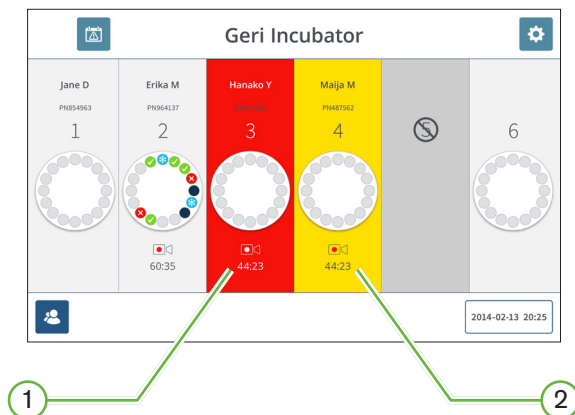 Geri Incubator
Jane D
PN854963
1
Erika M
PN964137
2
60:35
Hanako Y
3
44:23
Maija M
PN487562
4
44:23
5
6
2014-02-13 20:25
1
2